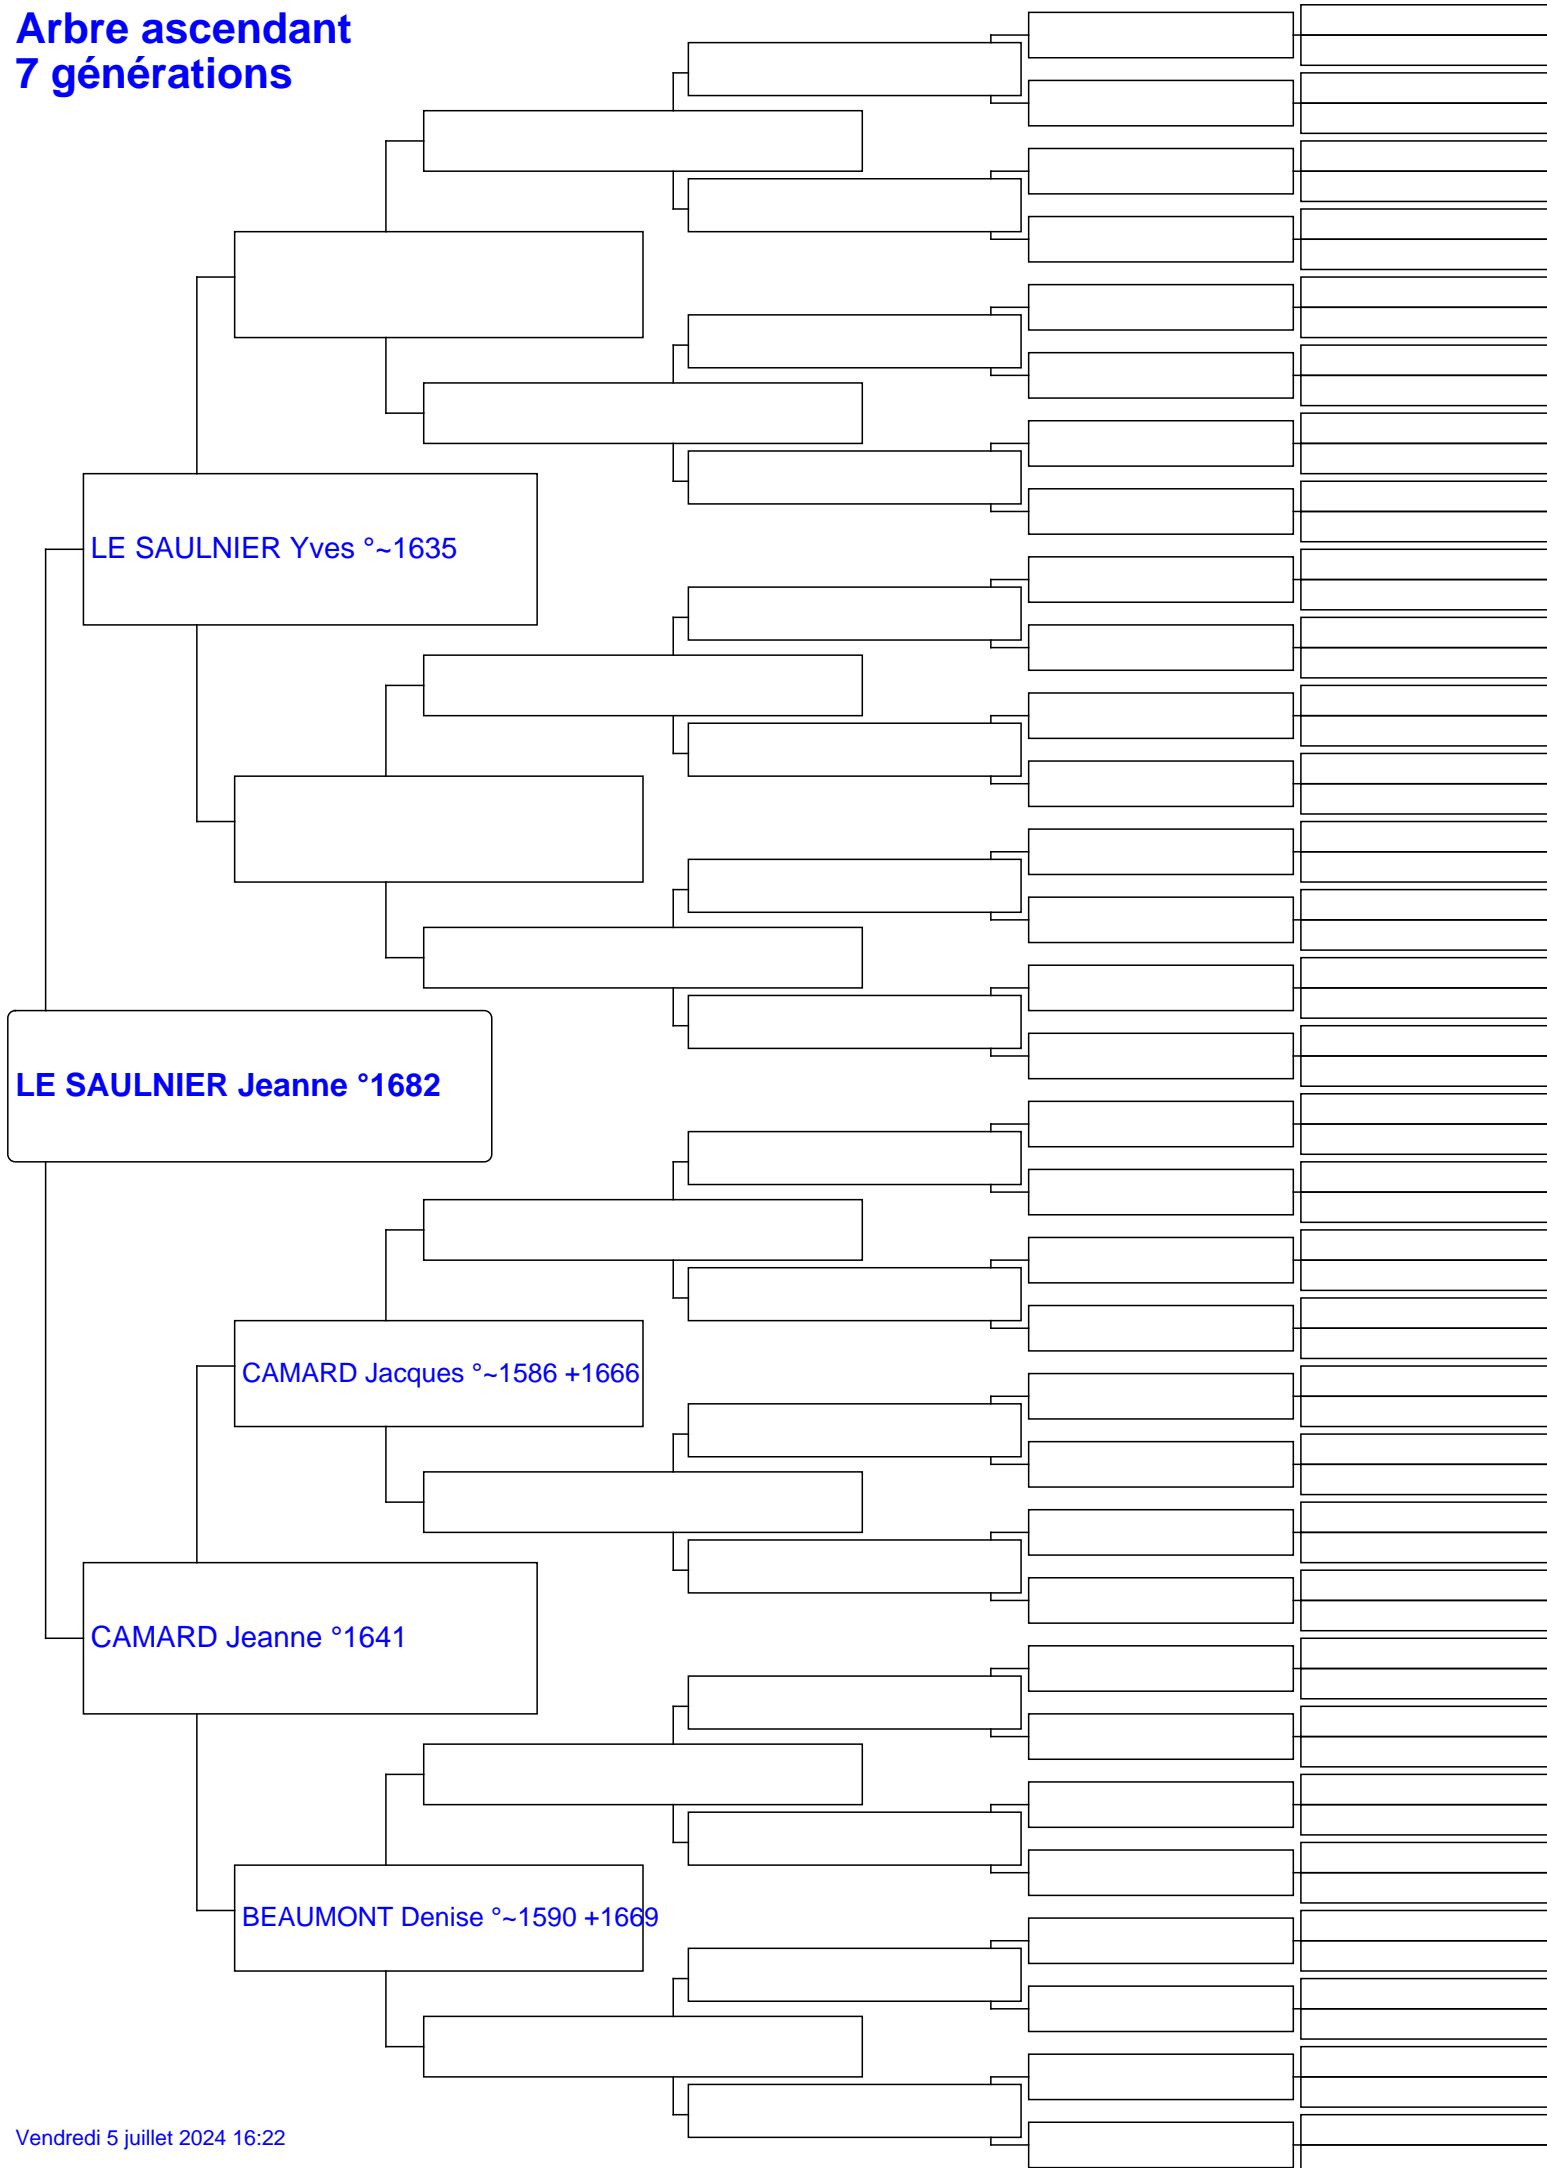 Arbre ascendant
7 générations
LE SAULNIER Yves °~1635
LE SAULNIER Jeanne °1682
CAMARD Jacques °~1586 +1666
CAMARD Jeanne °1641
BEAUMONT Denise °~1590 +1669
Vendredi 5 juillet 2024 16:22